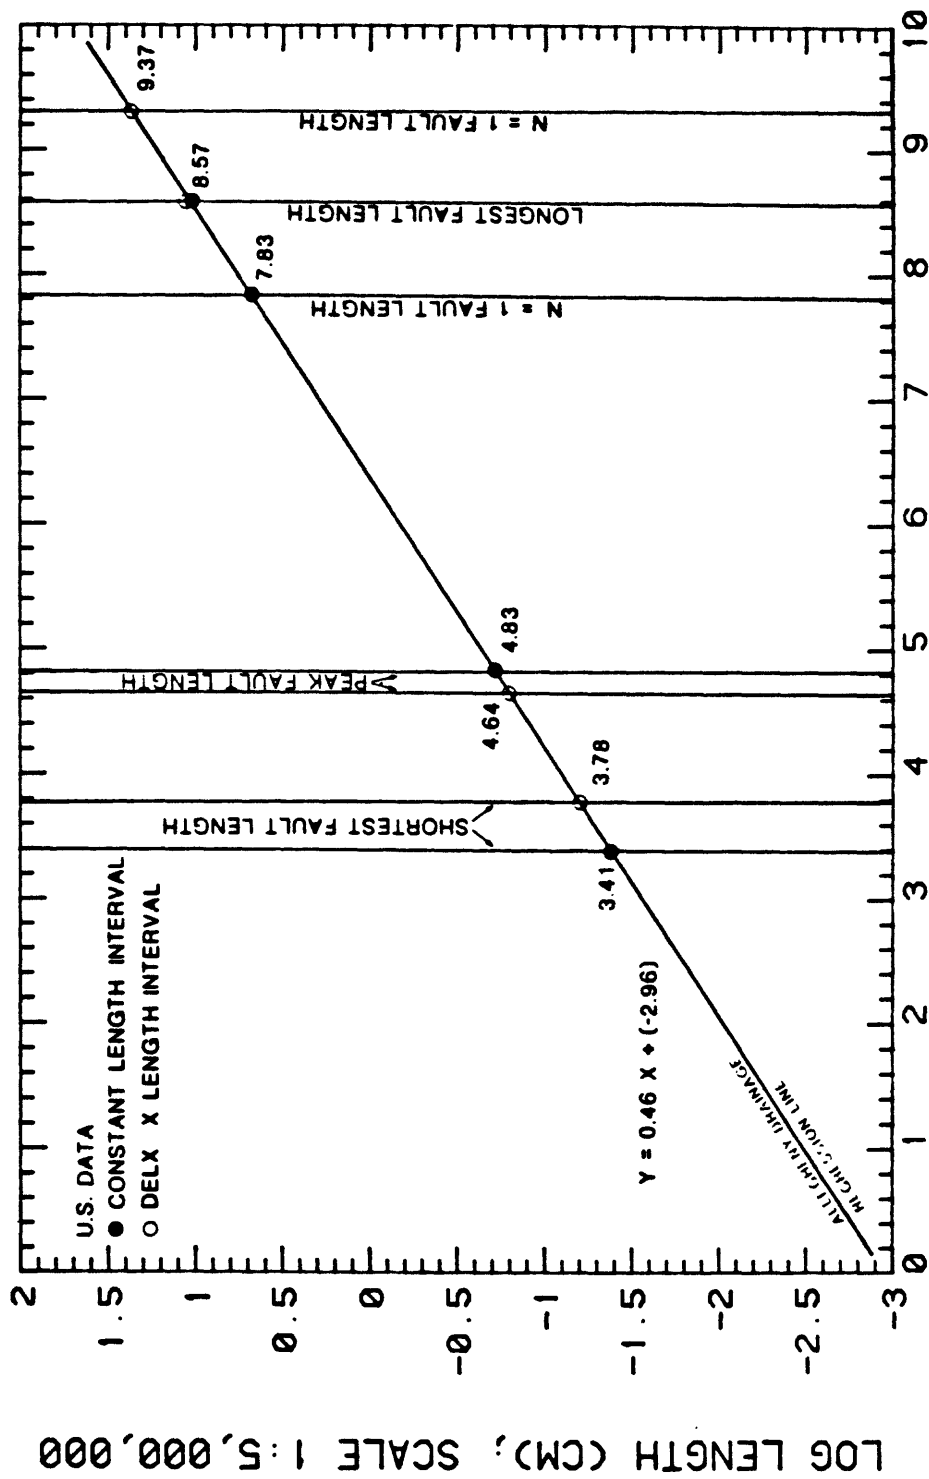 LOG LENGTH (CM); SCALE 1:5,000,000
2
1.5
1
0.5
0
-0.5
-1
-1.5
-2
-2.5
-3
0
1
2
3
4
5
6
7
8
9
10
U.S. DATA
● CONSTANT LENGTH INTERVAL
○ DELX X LENGTH INTERVAL
SHORTEST FAULT LENGTH
PEAK FAULT LENGTH
N = 1 FAULT LENGTH
LONGEST FAULT LENGTH
N = 1 FAULT LENGTH
3.41
3.78
4.64
4.83
7.83
8.57
9.37
Y = 0.46 X + (-2.96)
LINE